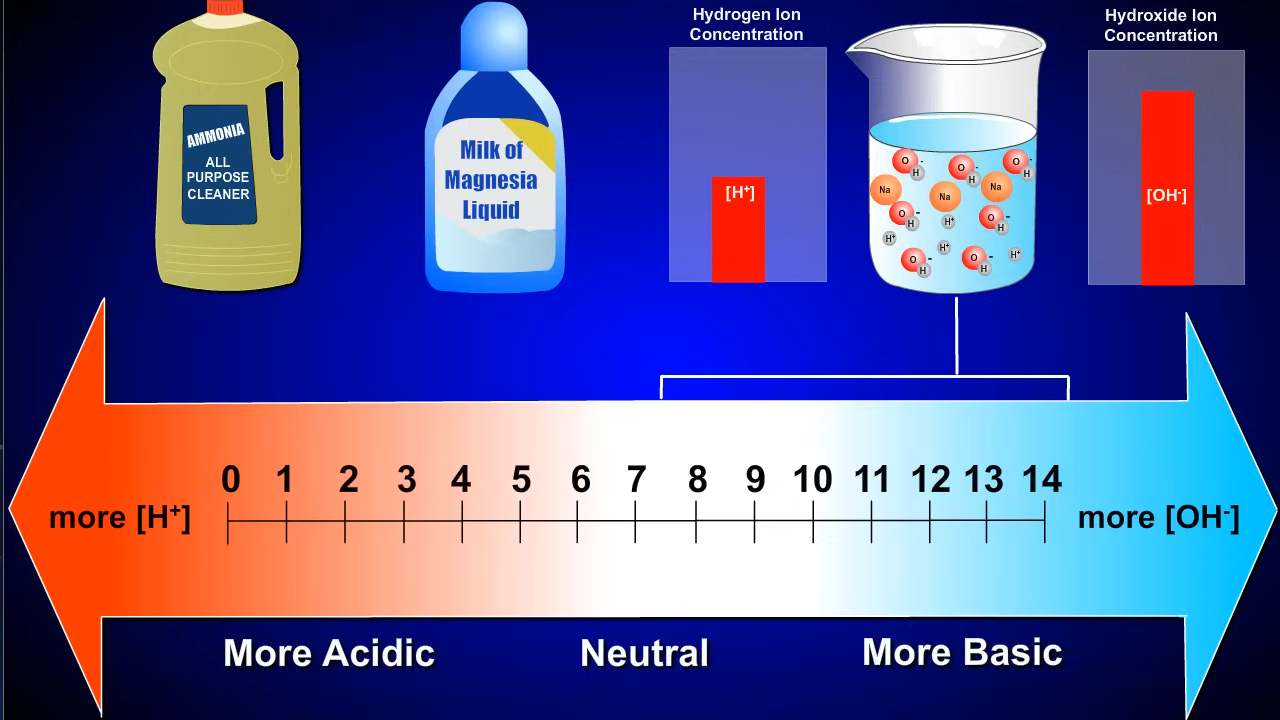 AMMONIA
ALL
PURPOSE
CLEANER
Milk of
Magnesia
Liquid
Hydrogen Ion
Concentration
[H⁺]
O - H
O - H
O - H
Na
Na
Na
O - H
O - H
H⁺
H⁺
H⁺
H⁺
O - H
O - H
Hydroxide Ion
Concentration
[OH⁻]
0 1 2 3 4 5 6 7 8 9 10 11 12 13 14
more [H⁺]
more [OH⁻]
More Acidic
Neutral
More Basic